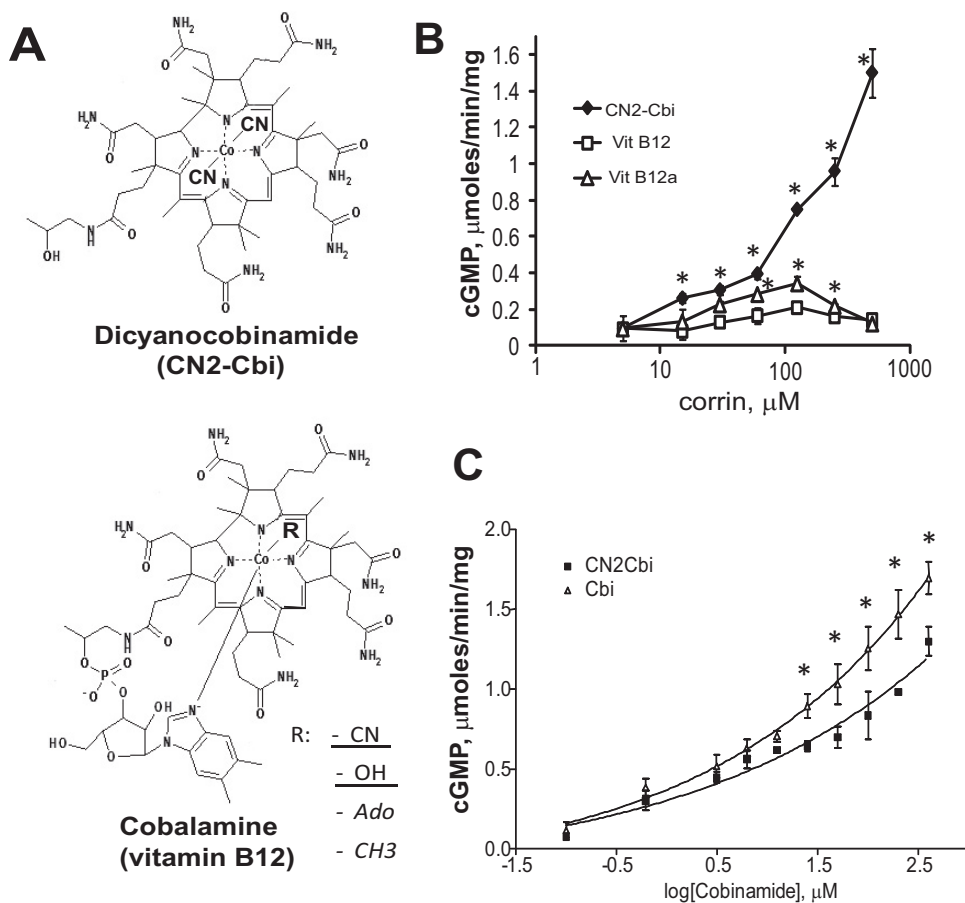 A
NH₂
O
O
NH₂
H₂N
O
N
CN
N
Co
N
CN
N
O
NH₂
N
H
O
OH
O
NH₂
O
NH₂
Dicyanocobinamide
(CN2-Cbi)
B
1.6
1.4
1.2
1
0.8
0.6
0.4
0.2
0
cGMP, µmoles/min/mg
CN2-Cbi
Vit B12
Vit B12a
* * * * * * * * *
1
10
100
1000
corrin, µM
NH₂
O
O
NH₂
H₂N
O
N
R
N
Co
N
N
O
NH₂
N
H
O
O
P
O
⁻O
O
O
NH₂
O
NH₂
OH
HO
O
N
N⁻
R:
- CN
- OH
- Ado
- CH3
Cobalamine
(vitamin B12)
C
2.0
1.5
1.0
0.5
0.0
cGMP, µmoles/min/mg
CN2Cbi
Cbi
* * * * *
-1.5
-0.5
0.5
1.5
2.5
log[Cobinamide], µM